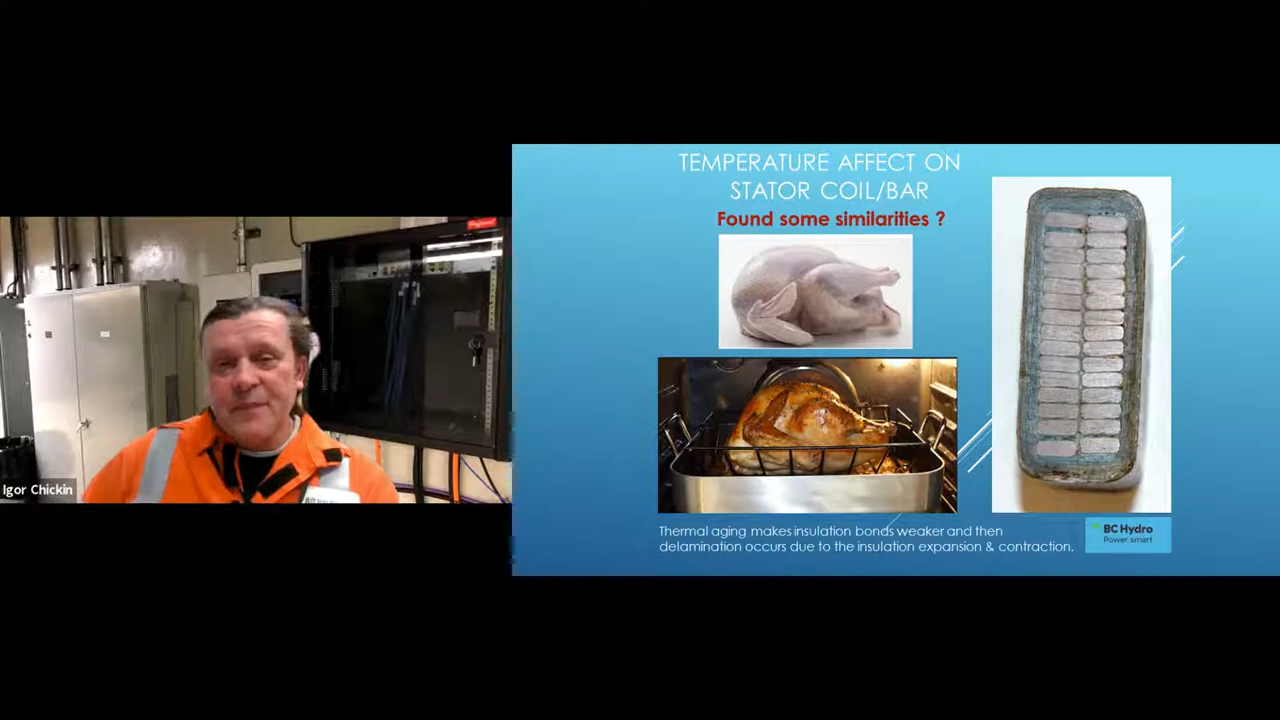 TEMPERATURE AFFECT ON
STATOR COIL/BAR
Found some similarities ?
Igor Chickin
Thermal aging makes insulation bonds weaker and then
delamination occurs due to the insulation expansion & contraction.
BC Hydro
Power smart